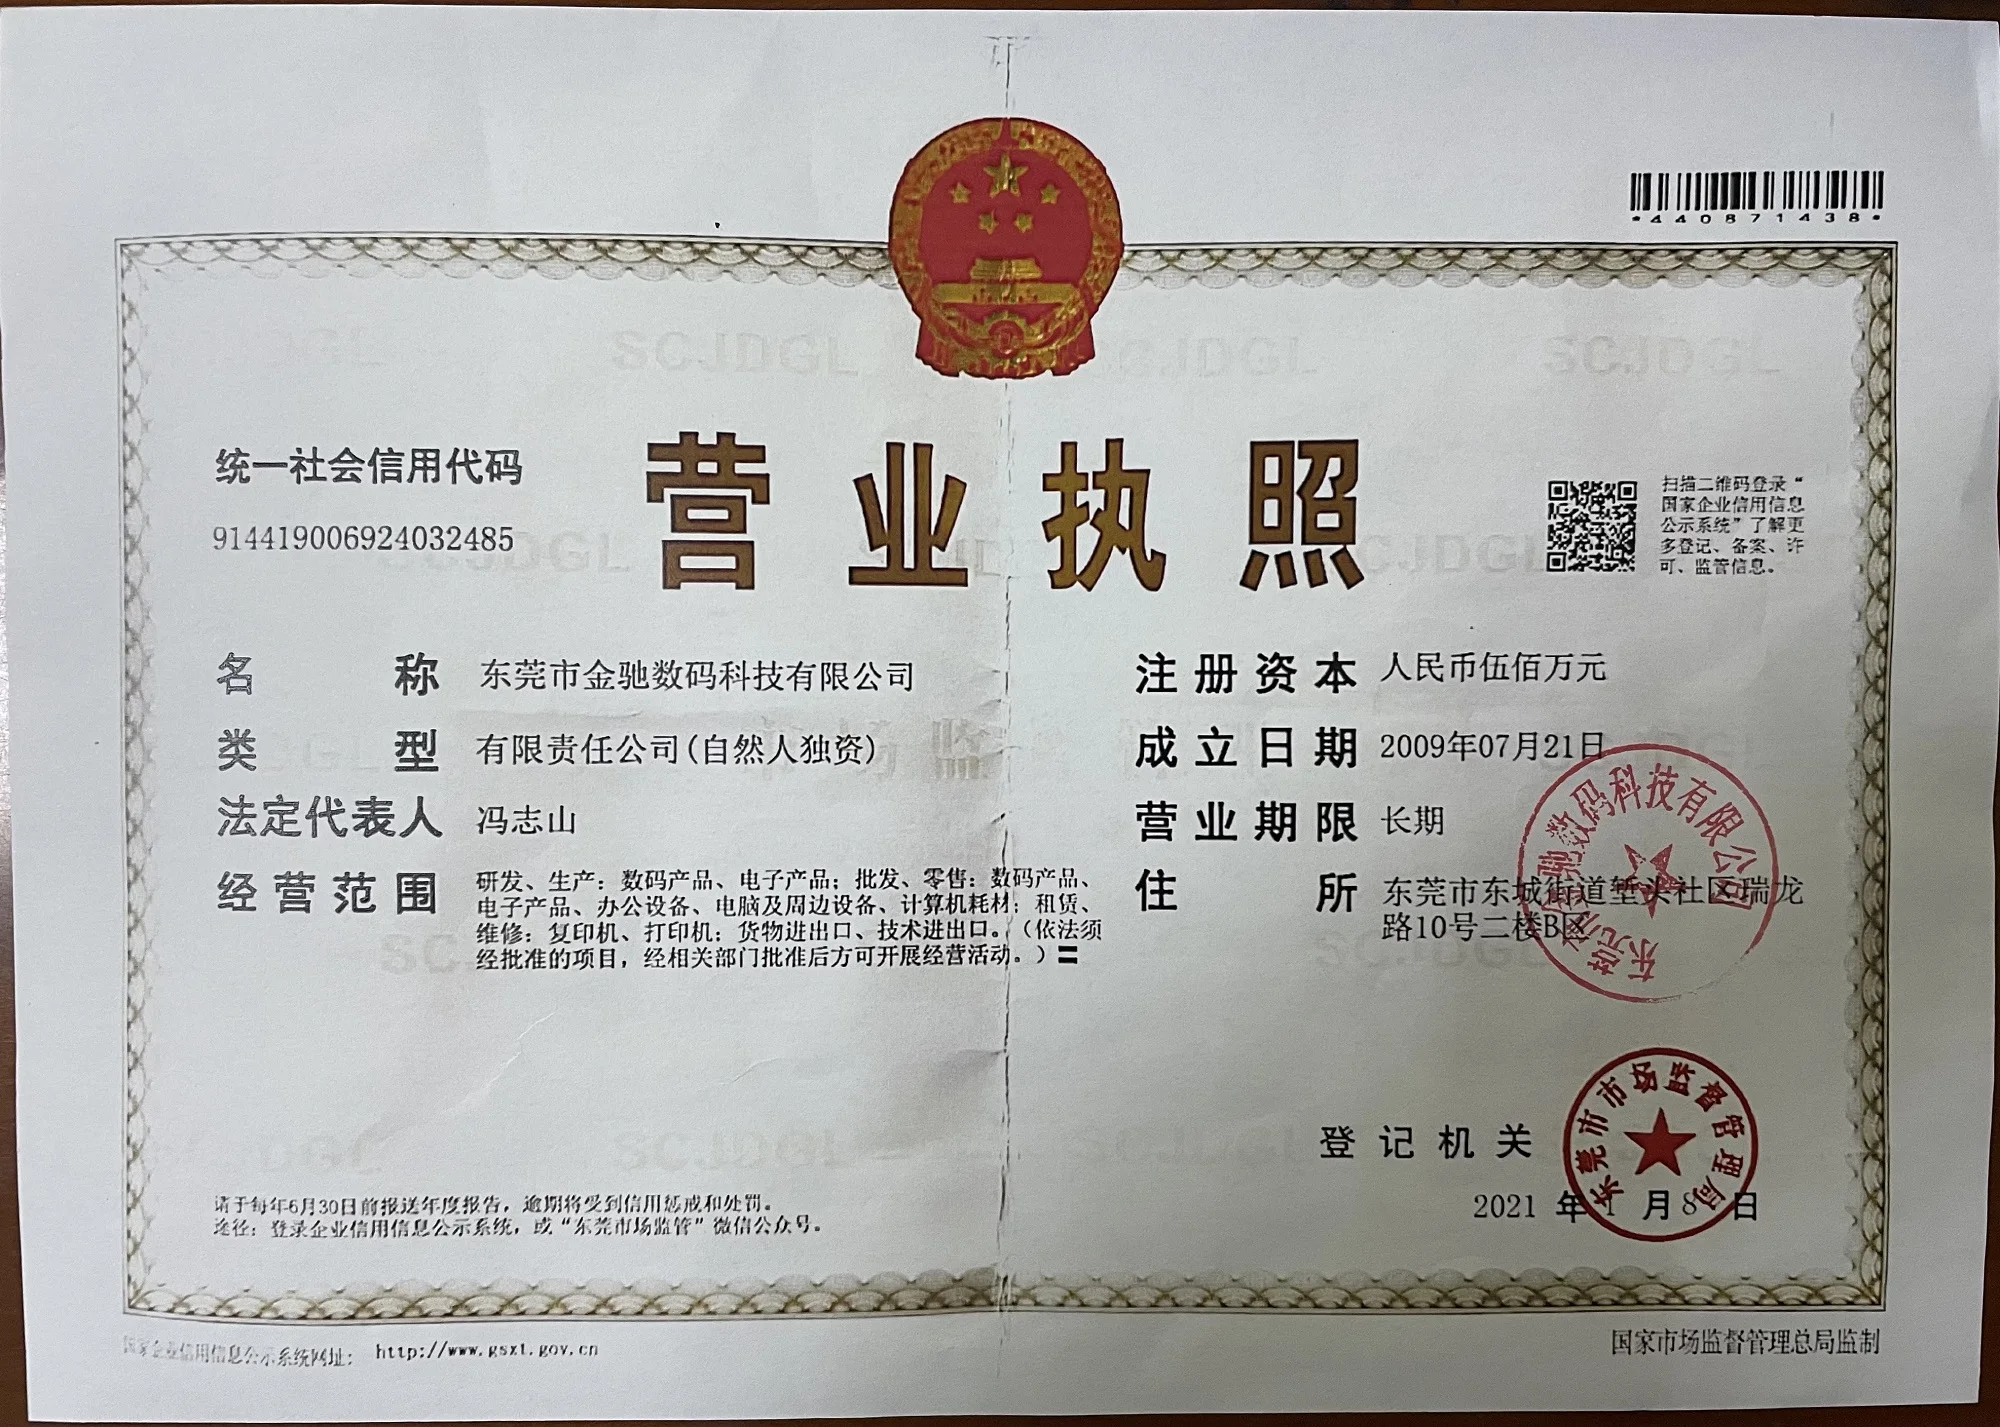 *440871438*
统一社会信用代码
914419006924032485
营业执照
扫描二维码登录“
国家企业信用信息
公示系统”了解更
多登记、备案、许
可、监管信息。
名称 东莞市金驰数码科技有限公司
类型 有限责任公司(自然人独资)
法定代表人 冯志山
经营范围 研发、生产：数码产品、电子产品；批发、零售：数码产品、
电子产品、办公设备、电脑及周边设备、计算机耗材；租赁、
维修：复印机、打印机；货物进出口、技术进出口。（依法须
经批准的项目，经相关部门批准后方可开展经营活动。）〓
注册资本 人民币伍佰万元
成立日期 2009年07月21日
营业期限 长期
住所 东莞市东城街道堑头社区瑞龙
路10号二楼B区
东莞市金驰数码科技有限公司
登记机关
东莞市市场监督管理局
2021 年 1 月 8 日
请于每年6月30日前报送年度报告，逾期将受到信用惩戒和处罚。
途径：登录企业信用信息公示系统，或“东莞市场监管”微信公众号。
国家企业信用信息公示系统网址： http://www.gsxt.gov.cn
国家市场监督管理总局监制
SCJDGL